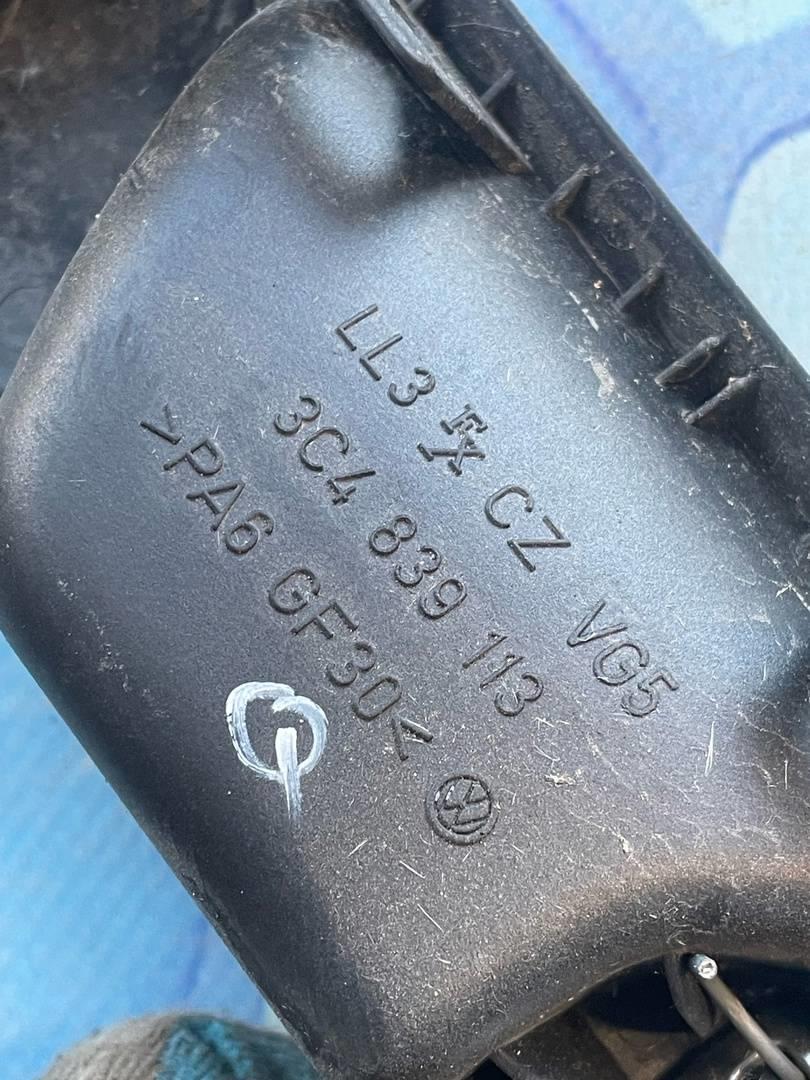 LL3 FX CZ VG5
3C4 839 113
>PA6 GF30<